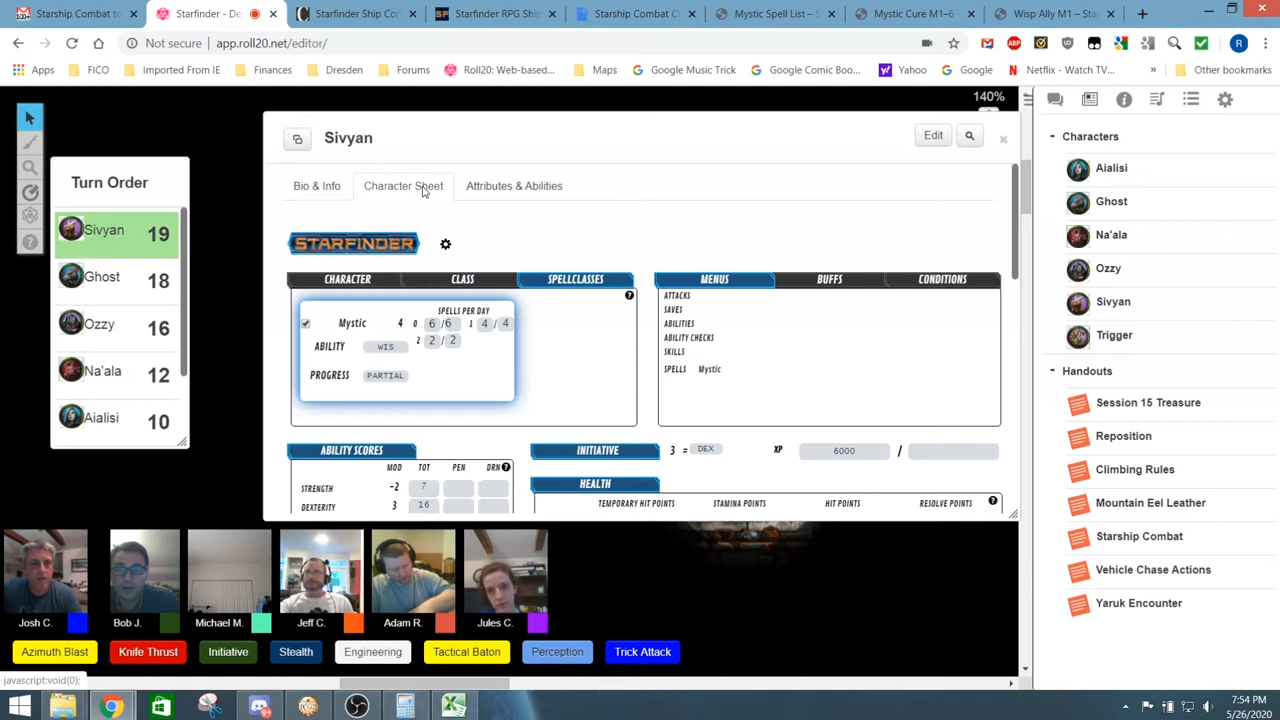 100+
Starship Combat to
Starfinder - De
Starfinder Ship Con
SF
Starfinder RPG Ship
Starship Combat C
Mystic Spell List –
Mystic Cure M1–6
Wisp Ally M1 – Sta
Not secure
app.roll20.net/editor/
ABP
R
Apps
FICO
Imported From IE
Finances
Dresden
Forums
Roll20: Web-based...
Maps
Google Music Trick
Google Comic Boo...
Yahoo
Google
Netflix - Watch TV...
»
Other bookmarks
140%
Turn Order
Sivyan 19
Ghost 18
Ozzy 16
Na'ala 12
Aialisi 10
Sivyan
Edit
Bio & Info
Character Sheet
Attributes & Abilities
STARFINDER
CHARACTER
CLASS
SPELLCLASSES
MENUS
BUFFS
CONDITIONS
SPELLS PER DAY
Mystic 4 0 6/6 1 4/4
2 2/2
ABILITY WIS
PROGRESS PARTIAL
ATTACKS
SAVES
ABILITIES
ABILITY CHECKS
SKILLS
SPELLS Mystic
ABILITY SCORES
MOD TOT PEN DRN
STRENGTH -2 7
DEXTERITY 3 16
INITIATIVE 3 = DEX XP 6000 /
HEALTH
TEMPORARY HIT POINTS STAMINA POINTS HIT POINTS RESOLVE POINTS
Characters
Aialisi
Ghost
Na'ala
Ozzy
Sivyan
Trigger
Handouts
Session 15 Treasure
Reposition
Climbing Rules
Mountain Eel Leather
Starship Combat
Vehicle Chase Actions
Yaruk Encounter
Josh C.
Bob J.
Michael M.
Jeff C.
Adam R.
Jules C.
Azimuth Blast
Knife Thrust
Initiative
Stealth
Engineering
Tactical Baton
Perception
Trick Attack
javascript:void(0);
7:54 PM
5/26/2020